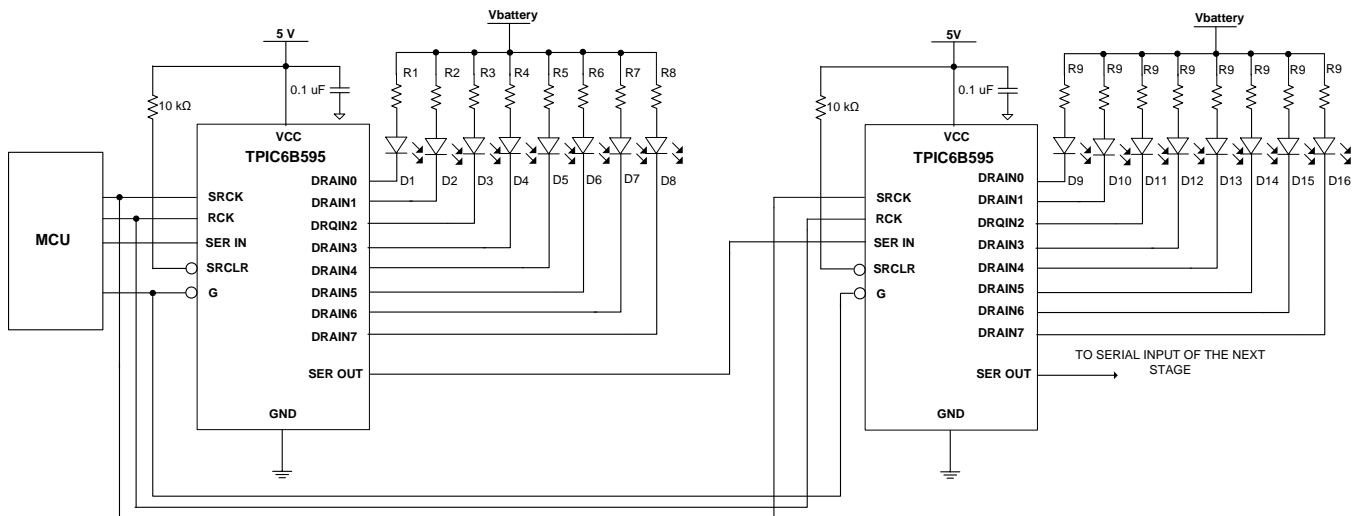 Vbattery
5 V
R1 R2 R3 R4 R5 R6 R7 R8
0.1 uF
10 kΩ
VCC
TPIC6B595
DRAIN0
DRAIN1
DRQIN2
DRAIN3
DRAIN4
DRAIN5
DRAIN6
DRAIN7
SER OUT
GND
SRCK
RCK
SER IN
SRCLR
G
MCU
D1 D2 D3 D4 D5 D6 D7 D8
Vbattery
5V
R9 R9 R9 R9 R9 R9 R9 R9
0.1 uF
10 kΩ
VCC
TPIC6B595
DRAIN0
DRAIN1
DRQIN2
DRAIN3
DRAIN4
DRAIN5
DRAIN6
DRAIN7
SER OUT
GND
SRCK
RCK
SER IN
SRCLR
G
D9 D10 D11 D12 D13 D14 D15 D16
TO SERIAL INPUT OF THE NEXT
STAGE